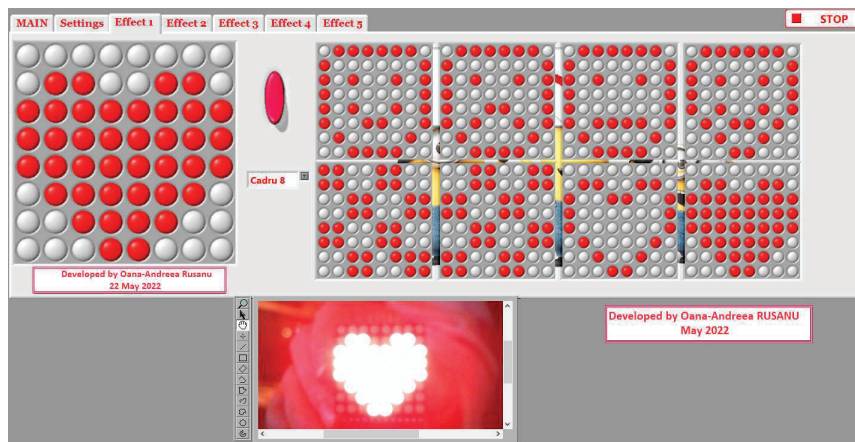 MAIN Settings Effect 1 Effect 2 Effect 3 Effect 4 Effect 5
STOP
Cadru 8
Developed by Oana-Andreea Rusanu
22 May 2022
Developed by Oana-Andreea RUSANU
May 2022